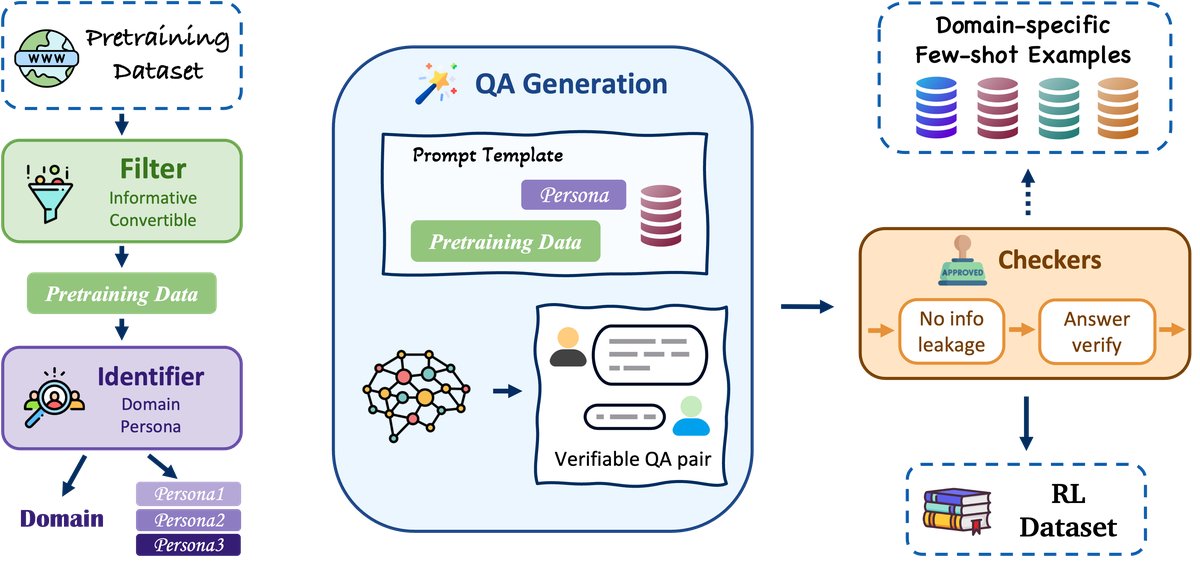 WWW
Pretraining
Dataset
Filter
Informative
Convertible
Pretraining Data
Identifier
Domain
Persona
Domain
Persona1
Persona2
Persona3
QA Generation
Prompt Template
Persona
Pretraining Data
Verifiable QA pair
Domain-specific
Few-shot Examples
APPROVED
Checkers
No info
leakage
Answer
verify
RL
Dataset